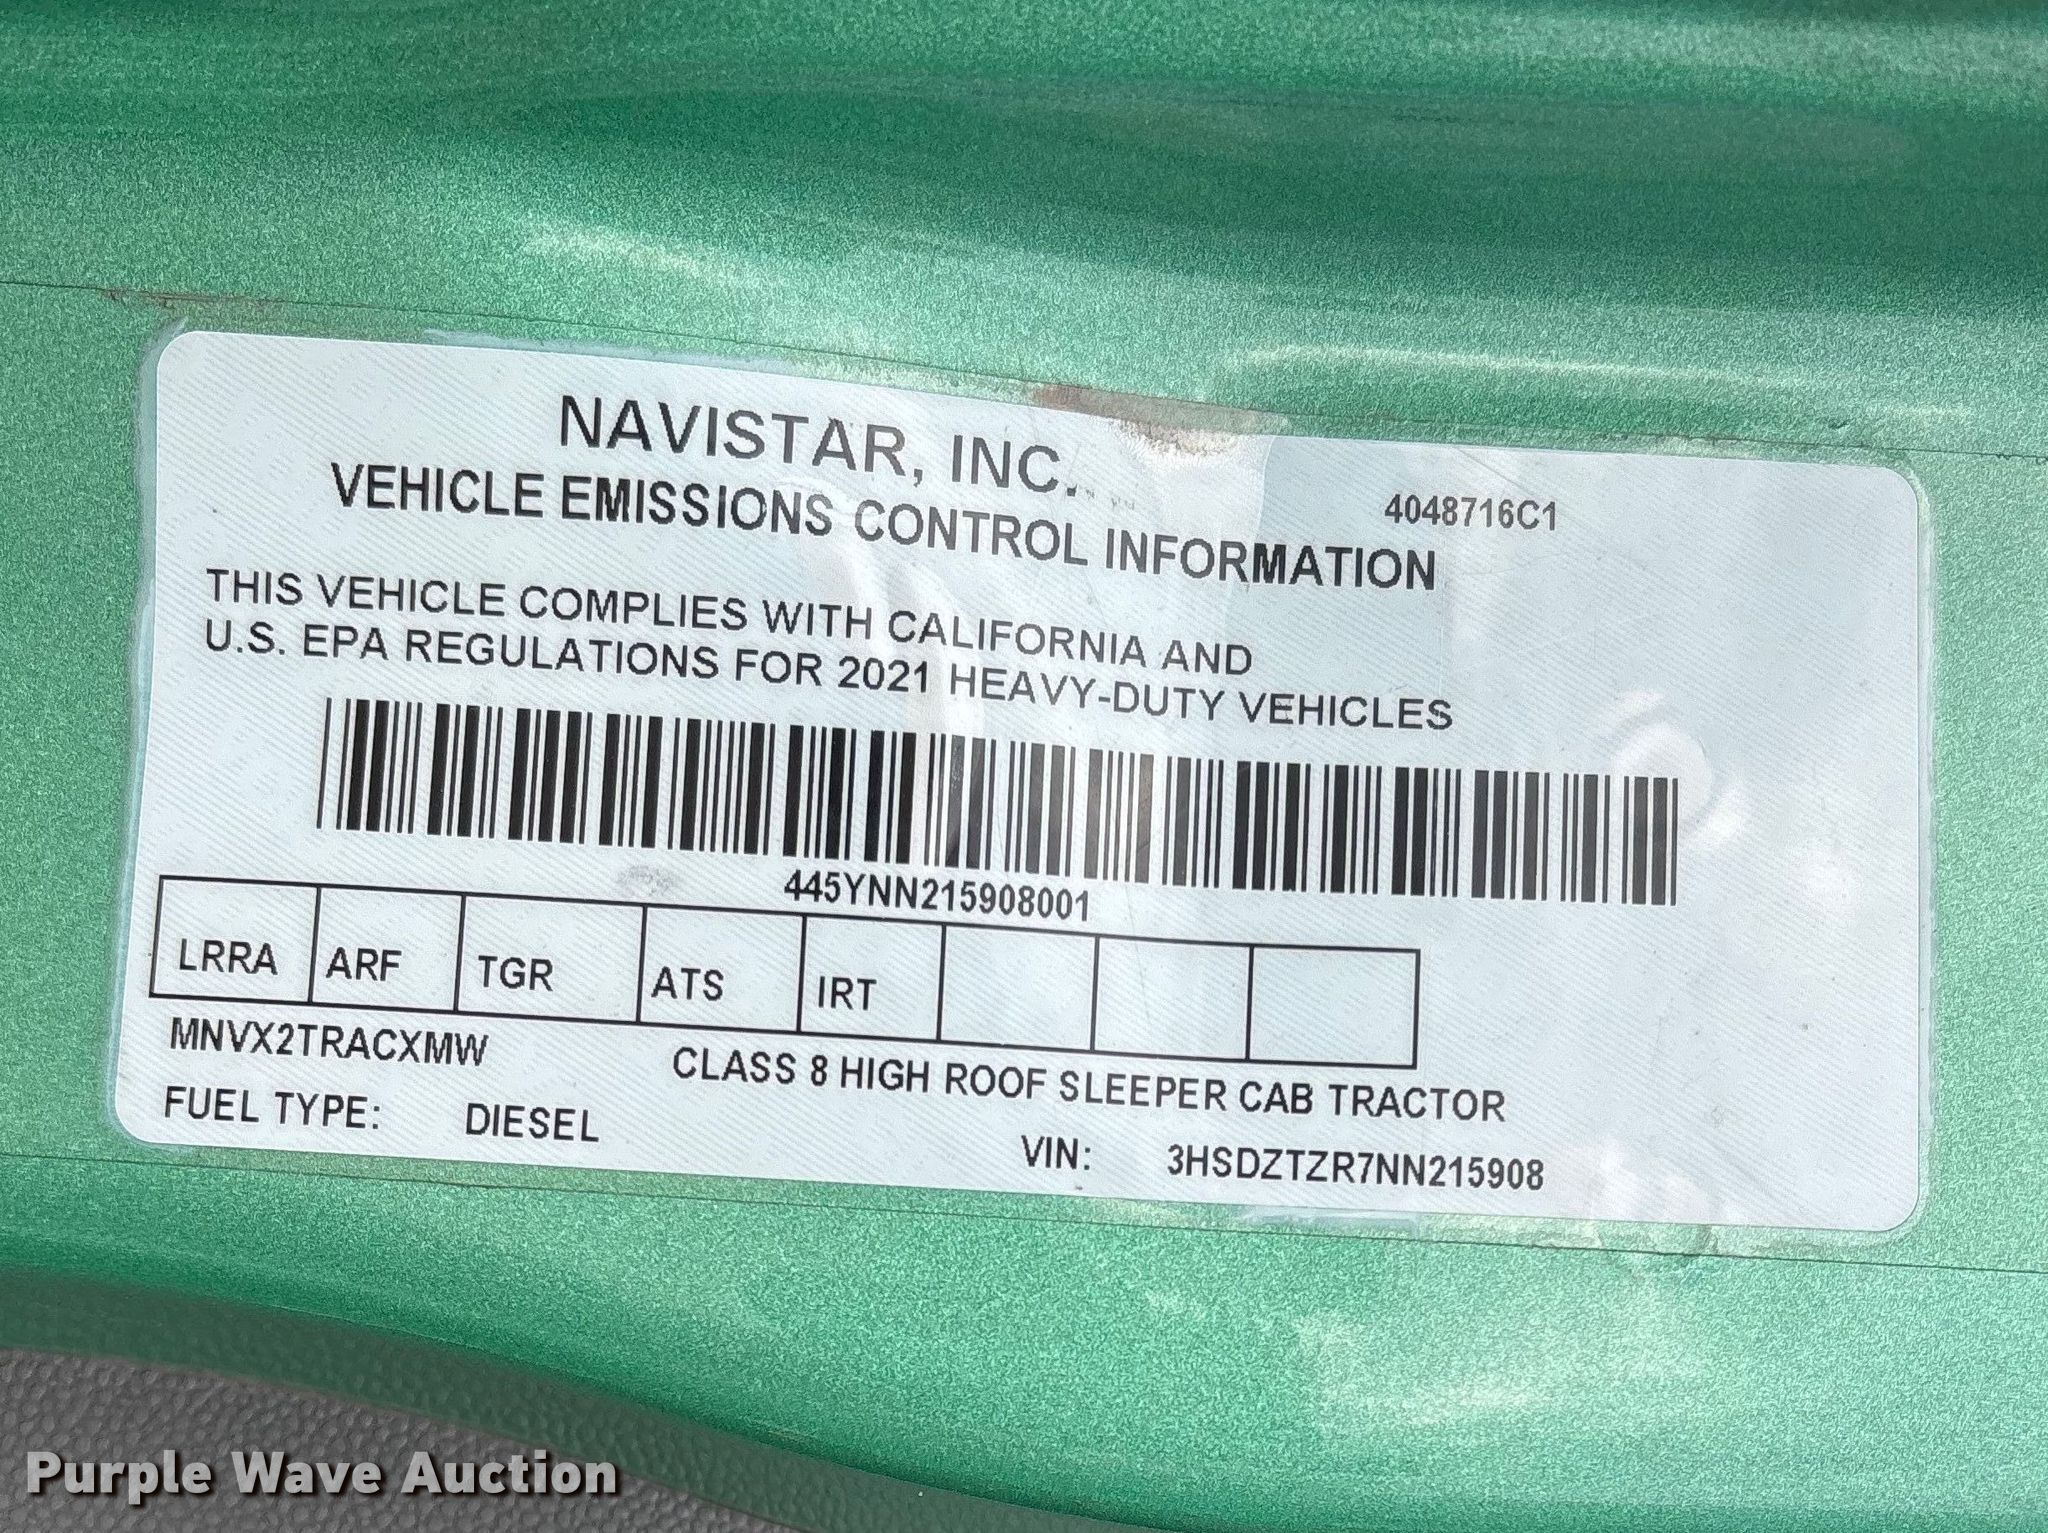 NAVISTAR, INC.
4048716C1
VEHICLE EMISSIONS CONTROL INFORMATION
THIS VEHICLE COMPLIES WITH CALIFORNIA AND
U.S. EPA REGULATIONS FOR 2021 HEAVY-DUTY VEHICLES
445YNN215908001
LRRA ARF TGR ATS IRT
MNVX2TRACXMW CLASS 8 HIGH ROOF SLEEPER CAB TRACTOR
FUEL TYPE: DIESEL VIN: 3HSDZTZR7NN215908
Purple Wave Auction